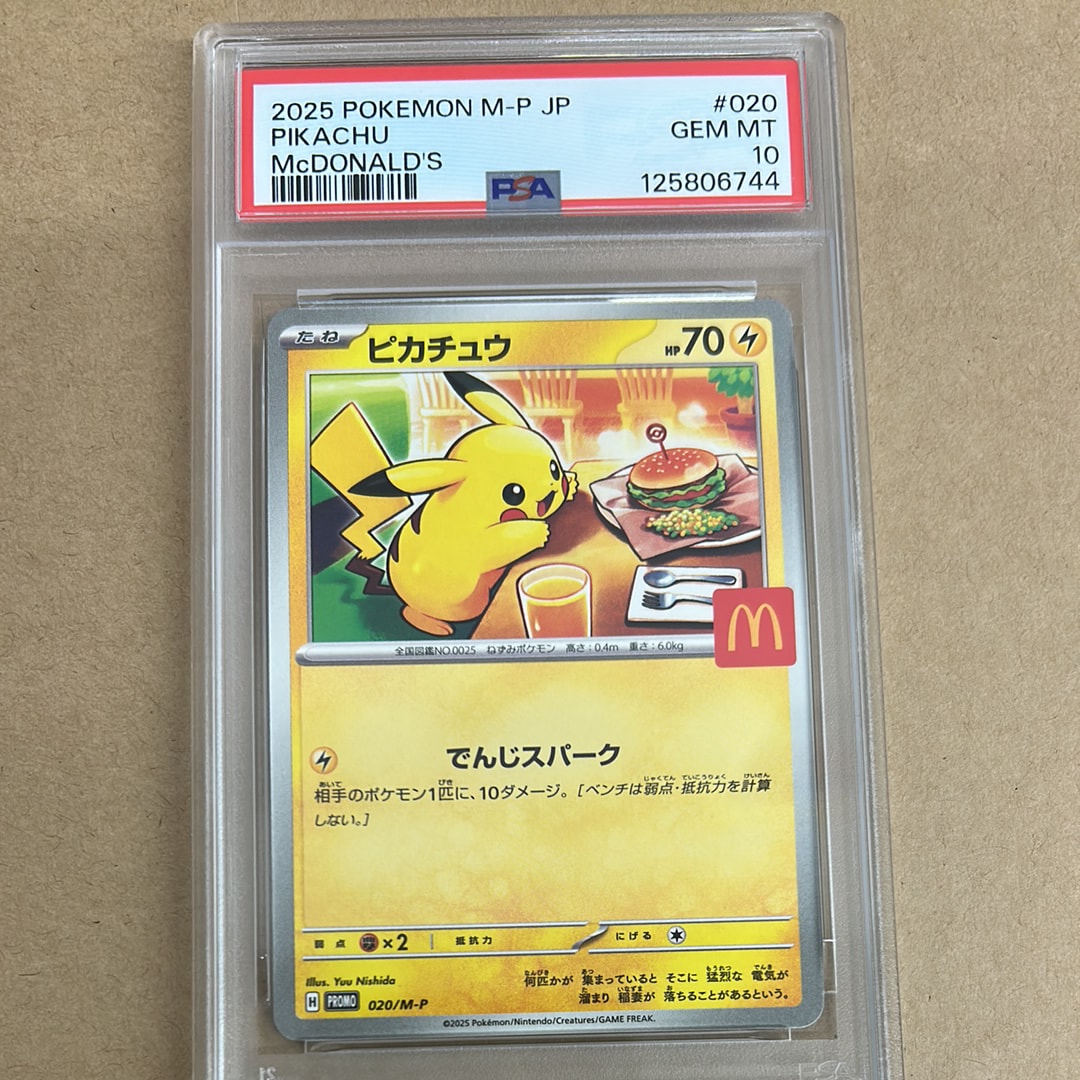 2025 POKEMON M-P JP #020
PIKACHU GEM MT
McDONALD'S 10
PSA 125806744
たね ピカチュウ HP70
全国図鑑NO.0025 ねずみポケモン 高さ:0.4m 重さ:6.0kg
でんじスパーク
相手のポケモン1匹に、10ダメージ。[ベンチは弱点・抵抗力を計算
しない。]
弱点 ×2 抵抗力 にげる
Illus. Yuu Nishida
何匹かが 集まっていると そこに 猛烈な 電気が
溜まり 稲妻が 落ちることがあるという。
H PROMO 020/M-P
©2025 Pokémon/Nintendo/Creatures/GAME FREAK.